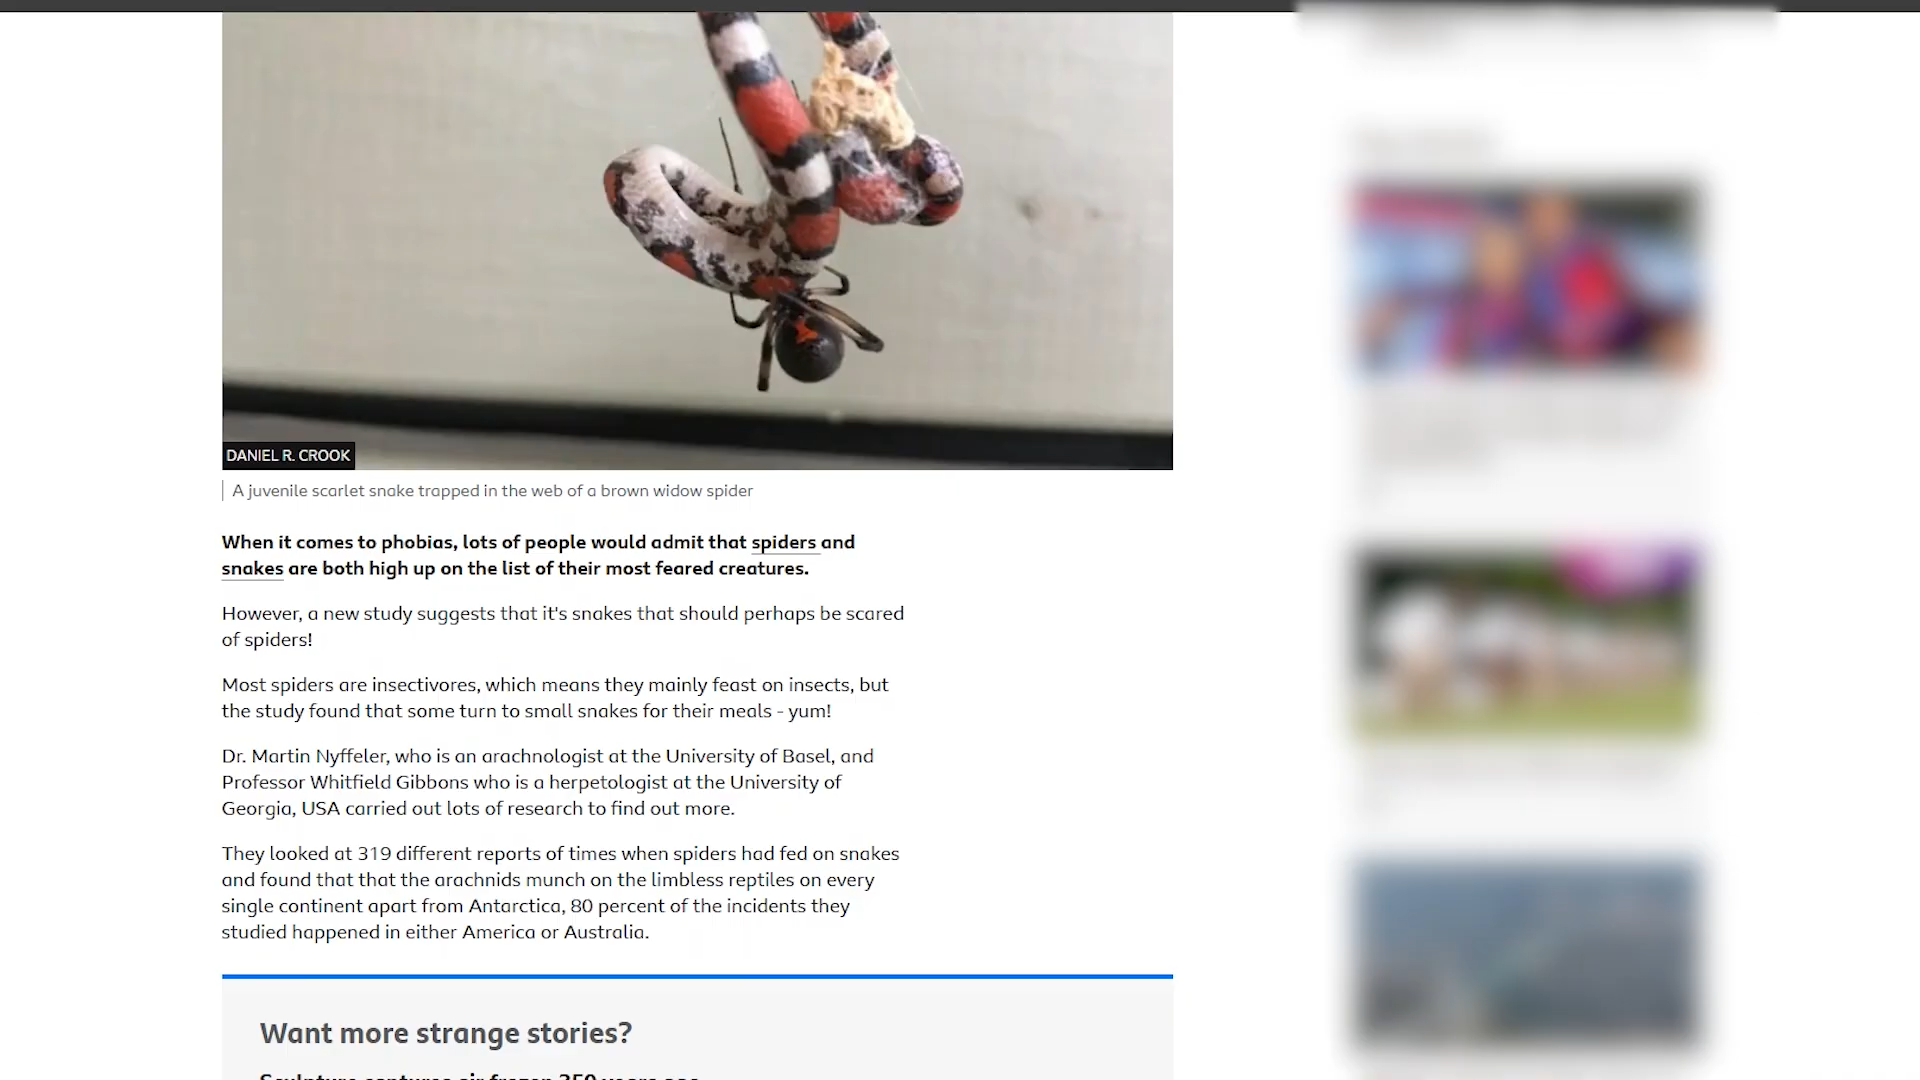 DANIEL R. CROOK
A juvenile scarlet snake trapped in the web of a brown widow spider
When it comes to phobias, lots of people would admit that spiders and
snakes are both high up on the list of their most feared creatures.
However, a new study suggests that it's snakes that should perhaps be scared
of spiders!
Most spiders are insectivores, which means they mainly feast on insects, but
the study found that some turn to small snakes for their meals - yum!
Dr. Martin Nyffeler, who is an arachnologist at the University of Basel, and
Professor Whitfield Gibbons who is a herpetologist at the University of
Georgia, USA carried out lots of research to find out more.
They looked at 319 different reports of times when spiders had fed on snakes
and found that that the arachnids munch on the limbless reptiles on every
single continent apart from Antarctica, 80 percent of the incidents they
studied happened in either America or Australia.
Want more strange stories?
Sculpture captures air frozen 350 years ago